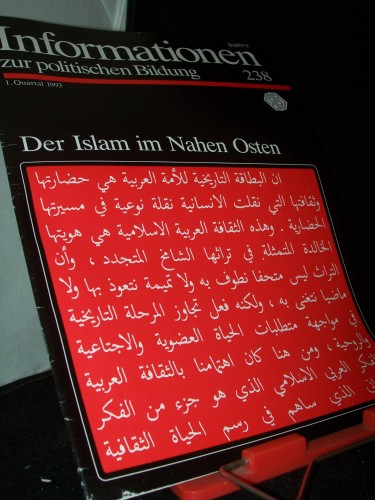 Informationen
zur politischen Bildung 238
1. Quartal 1993
B6897 F
Der Islam im Nahen Osten
ان البطاقة التاريخية للأمة العربية هي حضارتها
وثقافتها التي نقلت الانسانية نقلة نوعية في مسيرتها
الحضارية . وهذه الثقافة العربية الاسلامية هي هويتها
الخالدة المتمثلة في تراثها الشامخ المتجدد ، وأن
التراث ليس متحفا نطوف به ولا تميمة نتعوذ بها ولا
ماضيا نتغنى به ، ولكنه فعل تجاوز المرحلة التاريخية
في مواجهة متطلبات الحياة العضوية والاجتماعية
والروحية ، ومن هنا كان اهتمامنا بالثقافة العربية
الفكر العربي الاسلامي الذي هو جزء من الفكر
الذي ساهم في رسم الحياة الثقافية